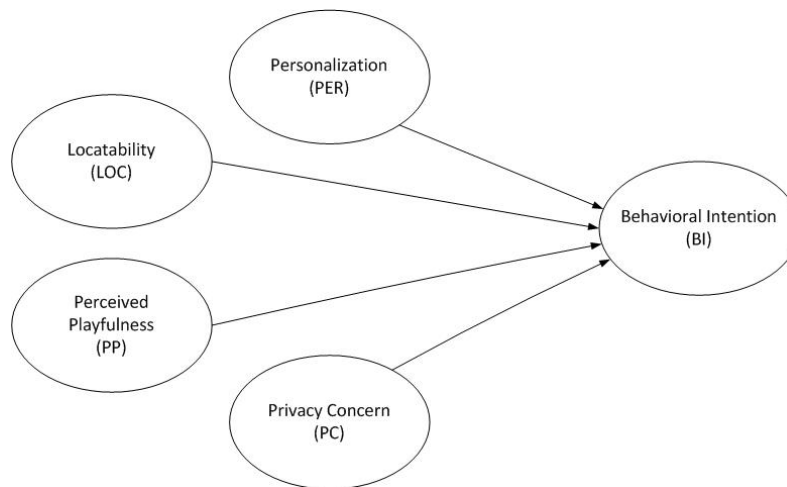 Personalization
(PER)
Locatability
(LOC)
Behavioral Intention
(BI)
Perceived
Playfulness
(PP)
Privacy Concern
(PC)